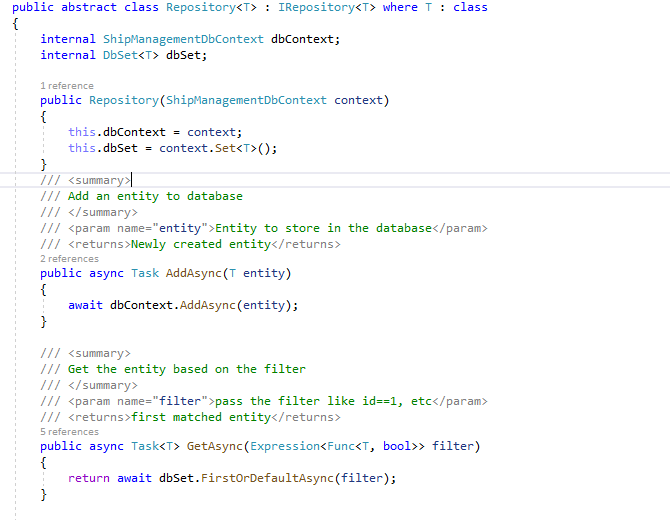 public abstract class Repository<T> : IRepository<T> where T : class
{
internal ShipManagementDbContext dbContext;
internal DbSet<T> dbSet;
1 reference
public Repository(ShipManagementDbContext context)
{
this.dbContext = context;
this.dbSet = context.Set<T>();
}
/// <summary>
/// Add an entity to database
/// </summary>
/// <param name="entity">Entity to store in the database</param>
/// <returns>Newly created entity</returns>
2 references
public async Task AddAsync(T entity)
{
await dbContext.AddAsync(entity);
}
/// <summary>
/// Get the entity based on the filter
/// </summary>
/// <param name="filter">pass the filter like id==1, etc</param>
/// <returns>first matched entity</returns>
5 references
public async Task<T> GetAsync(Expression<Func<T, bool>> filter)
{
return await dbSet.FirstOrDefaultAsync(filter);
}